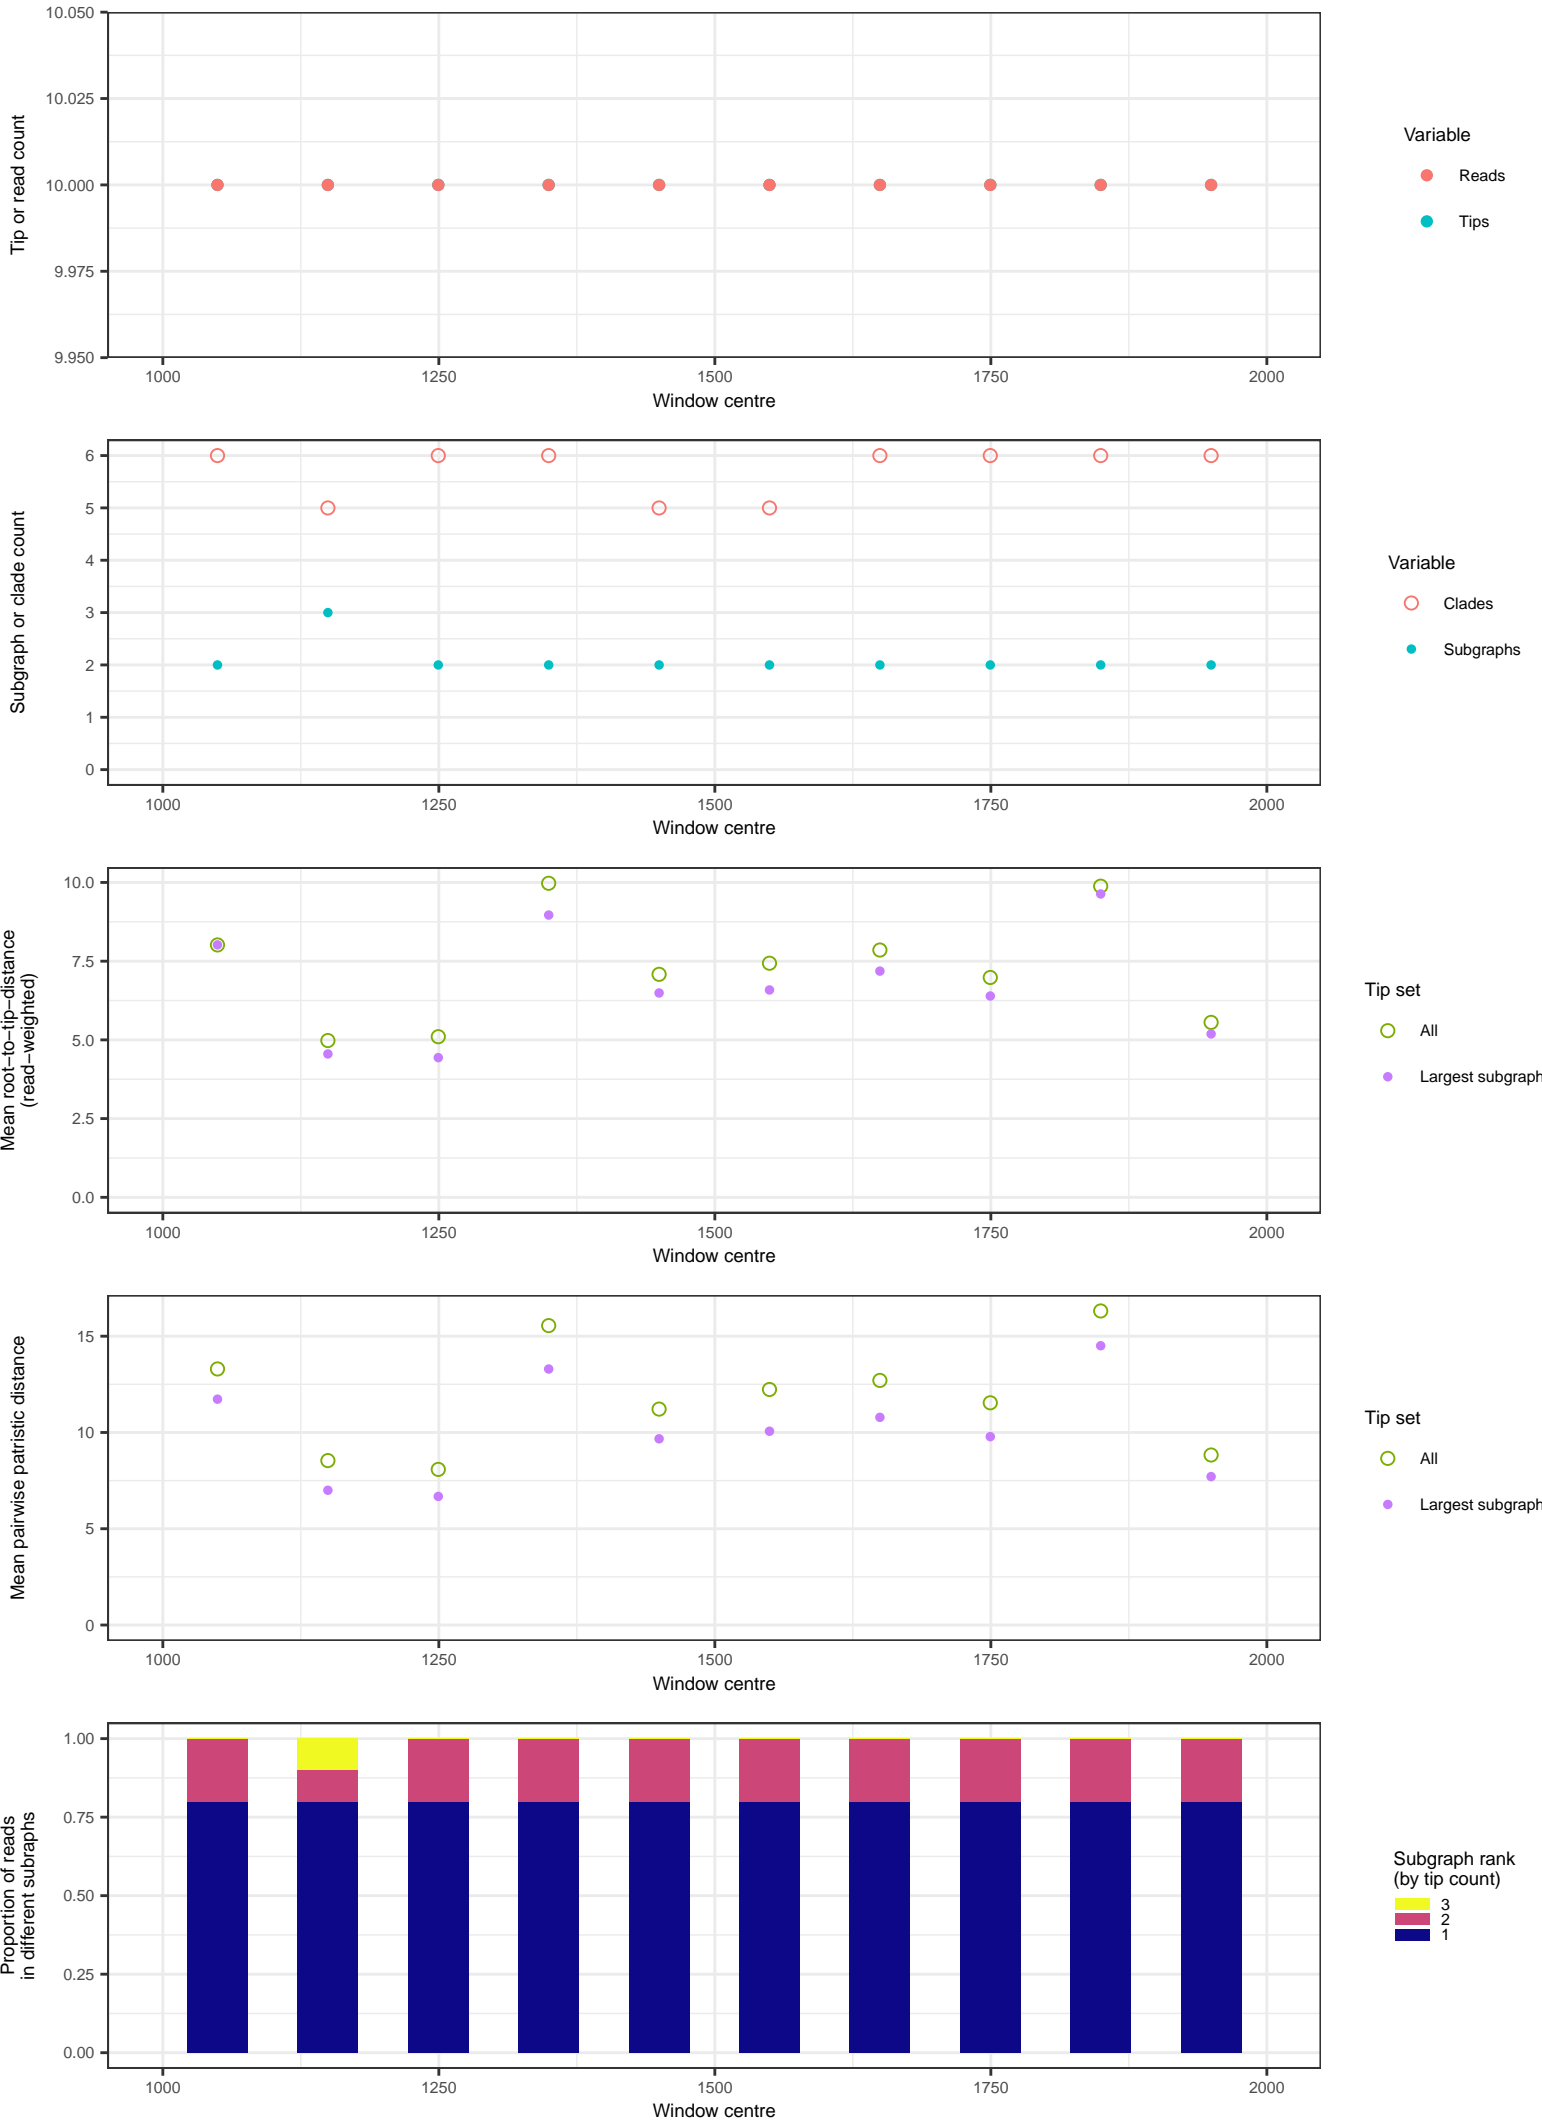 10.050
10.025
10.000
9.975
9.950
Tip or read count
1000 1250 1500 1750 2000
Window centre
Variable
Reads
Tips
6
5
4
3
2
1
0
Subgraph or clade count
1000 1250 1500 1750 2000
Window centre
Variable
Clades
Subgraphs
10.0
7.5
5.0
2.5
0.0
Mean root−to−tip−distance
(read−weighted)
1000 1250 1500 1750 2000
Window centre
Tip set
All
Largest subgraph
15
10
5
0
Mean pairwise patristic distance
1000 1250 1500 1750 2000
Window centre
Tip set
All
Largest subgraph
1.00
0.75
0.50
0.25
0.00
Proportion of reads
in different subraphs
1000 1250 1500 1750 2000
Window centre
Subgraph rank
(by tip count)
3
2
1